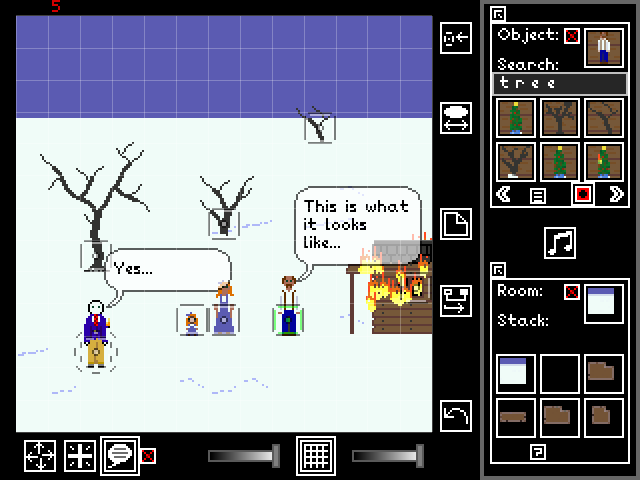 5
Object:
Search:
tree
This is what
it looks
like...
Yes...
Room:
Stack: